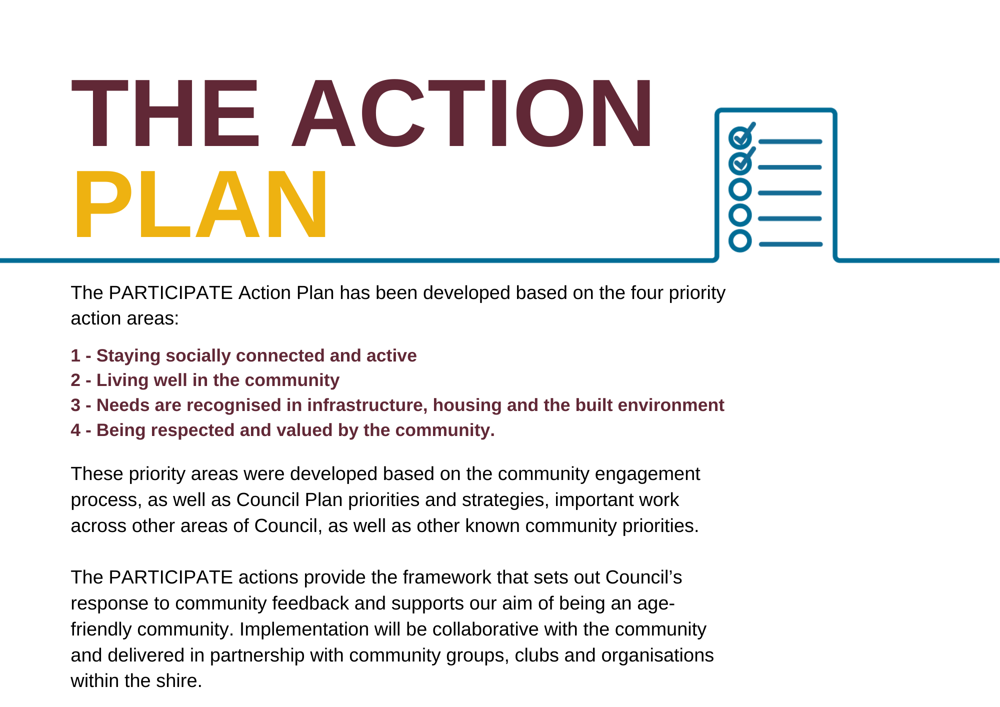 THE ACTION
PLAN
The PARTICIPATE Action Plan has been developed based on the four priority
action areas:
1 - Staying socially connected and active
2 - Living well in the community
3 - Needs are recognised in infrastructure, housing and the built environment
4 - Being respected and valued by the community.
These priority areas were developed based on the community engagement
process, as well as Council Plan priorities and strategies, important work
across other areas of Council, as well as other known community priorities.
The PARTICIPATE actions provide the framework that sets out Council’s
response to community feedback and supports our aim of being an age-
friendly community. Implementation will be collaborative with the community
and delivered in partnership with community groups, clubs and organisations
within the shire.